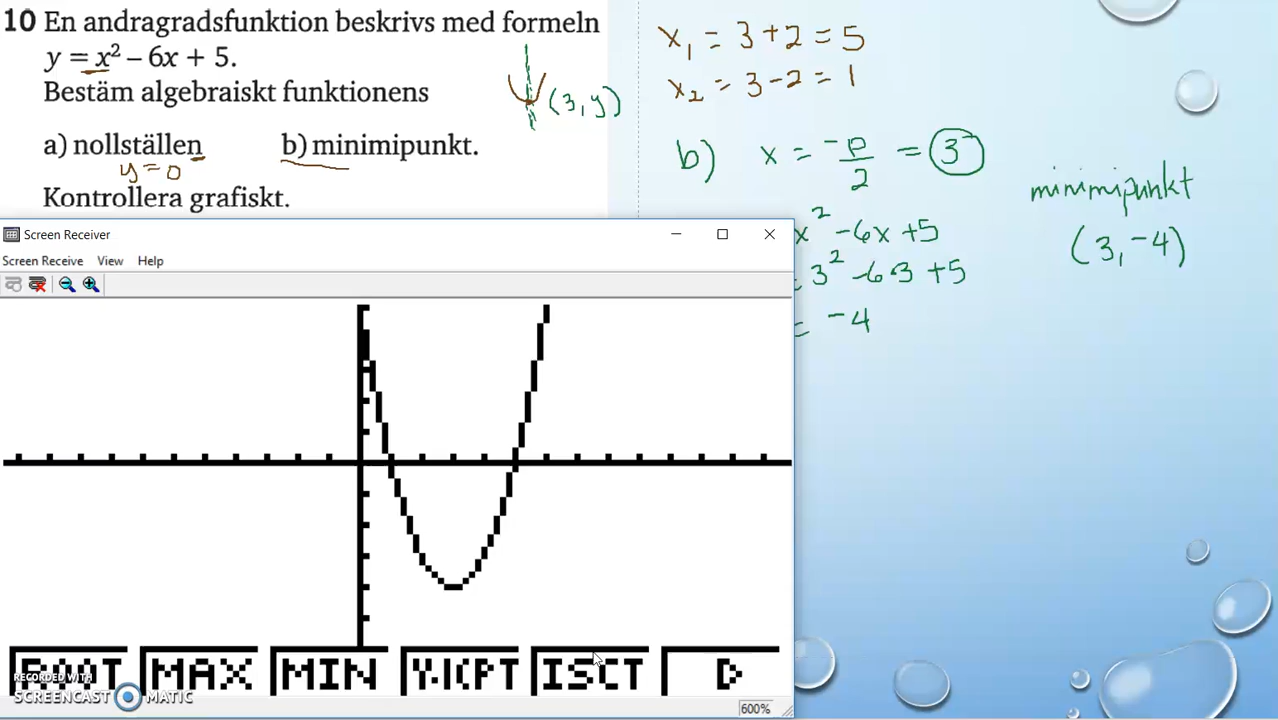 10 En andragradsfunktion beskrivs med formeln
y = x² – 6x + 5.
Bestäm algebraiskt funktionens
(3, y)
a) nollställen b) minimipunkt.
y = 0
Kontrollera grafiskt.
x₁ = 3 + 2 = 5
x₂ = 3 - 2 = 1
b) x = -p/2 = 3
x² - 6x + 5
= 3² - 6·3 + 5
= -4
minimipunkt
(3, -4)
Screen Receiver
Screen Receive View Help
ROOT MAX MIN Y-ICPT ISCT
RECORDED WITH
SCREENCAST MATIC
600%